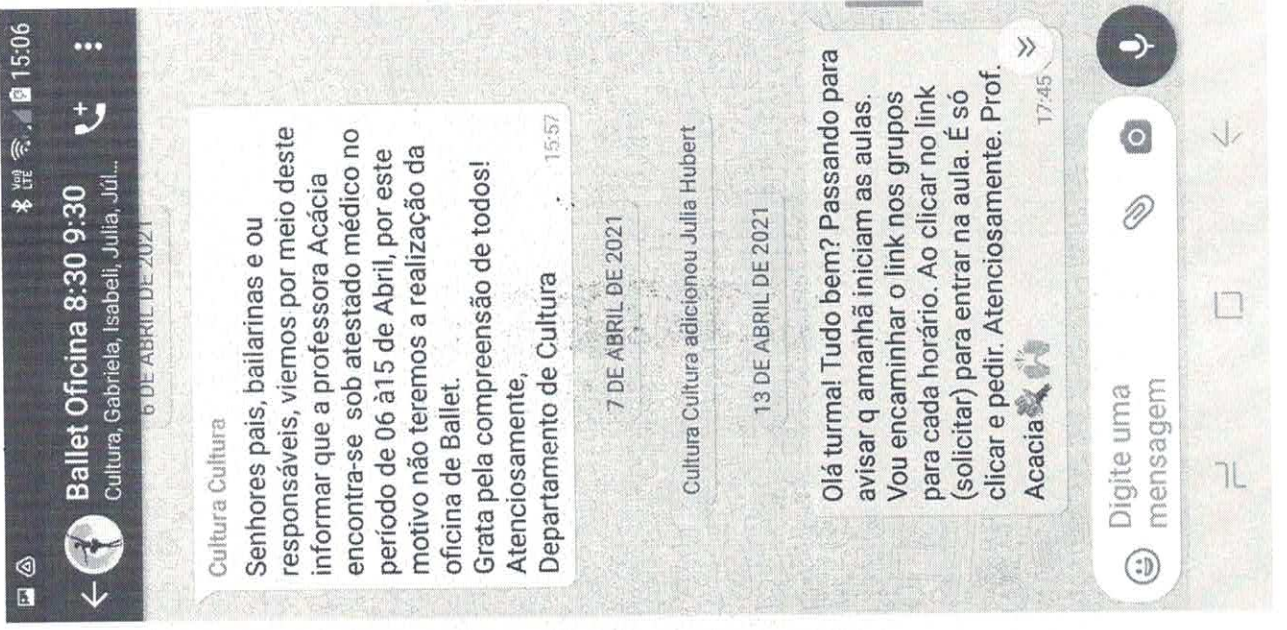 15:06
Ballet Oficina 8:30 9:30
Cultura, Gabriela, Isabeli, Julia, Júl...
6 DE ABRIL DE 2021
Cultura Cultura
Senhores pais, bailarinas e ou
responsáveis, viemos por meio deste
informar que a professora Acácia
encontra-se sob atestado médico no
período de 06 à15 de Abril, por este
motivo não teremos a realização da
oficina de Ballet.
Grata pela compreensão de todos!
Atenciosamente,
Departamento de Cultura
15:57
7 DE ABRIL DE 2021
Cultura Cultura adicionou Julia Hubert
13 DE ABRIL DE 2021
Olá turma! Tudo bem? Passando para
avisar q amanhã iniciam as aulas.
Vou encaminhar o link nos grupos
para cada horário. Ao clicar no link
(solicitar) para entrar na aula. É só
clicar e pedir. Atenciosamente. Prof.
Acacia
17:45
Digite uma
mensagem